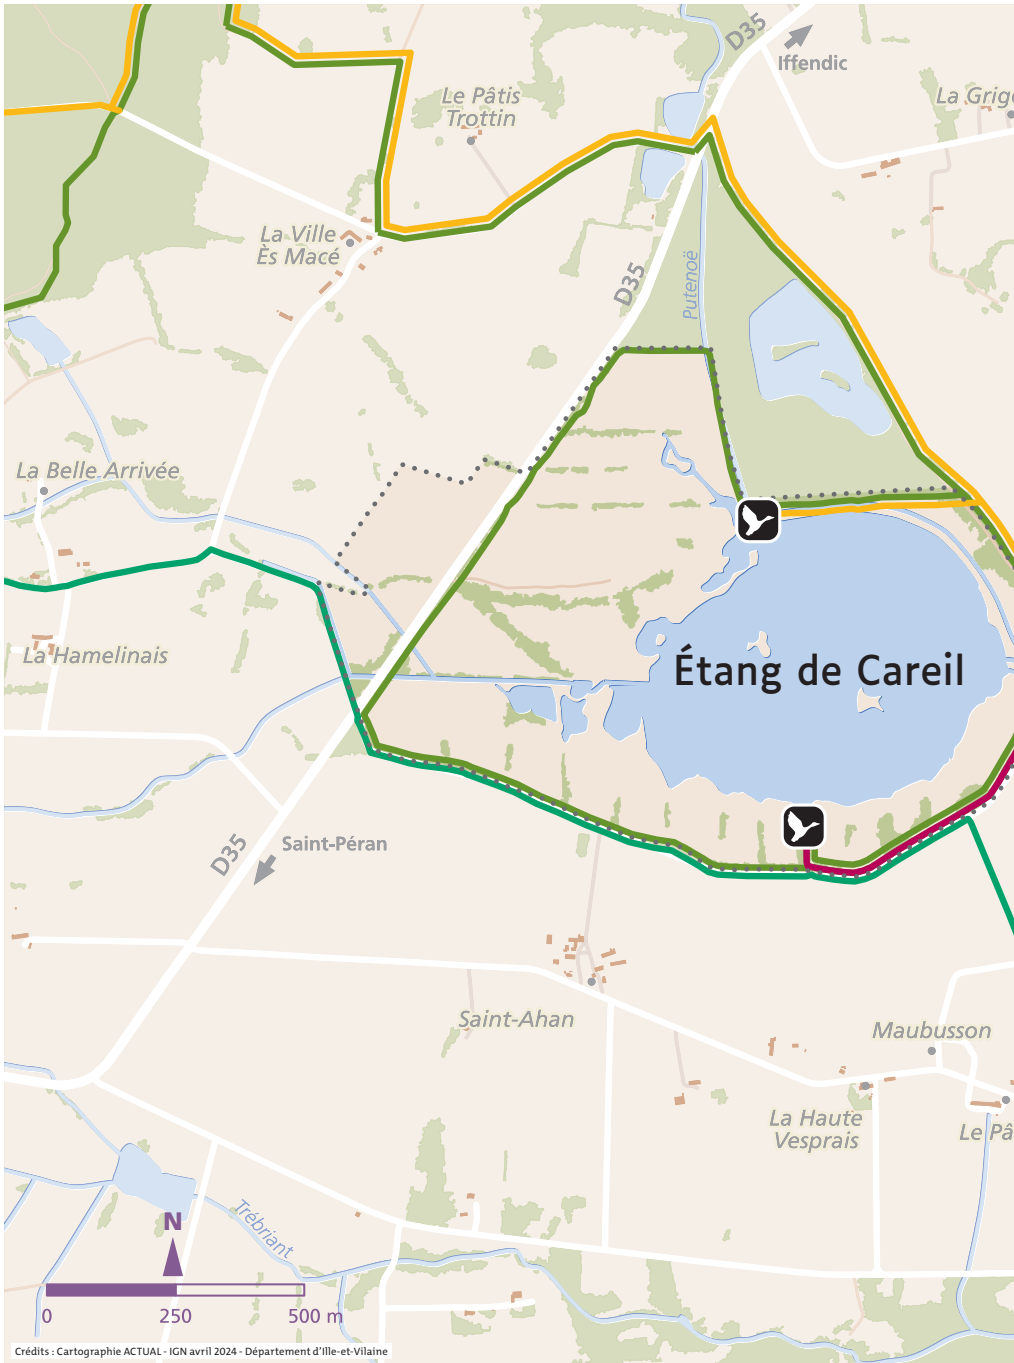 D35
Iffendic
Le Pâtis
Trottin
La Grig
La Ville
Ès Macé
D35
Putenoë
La Belle Arrivée
La Hamelinais
Étang de Careil
D35
Saint-Péran
Saint-Ahan
Maubusson
La Haute
Vesprais
Le Pâ
Trébriant
N
0 250 500 m
Crédits : Cartographie ACTUAL - IGN avril 2024 - Département d'Ille-et-Vilaine